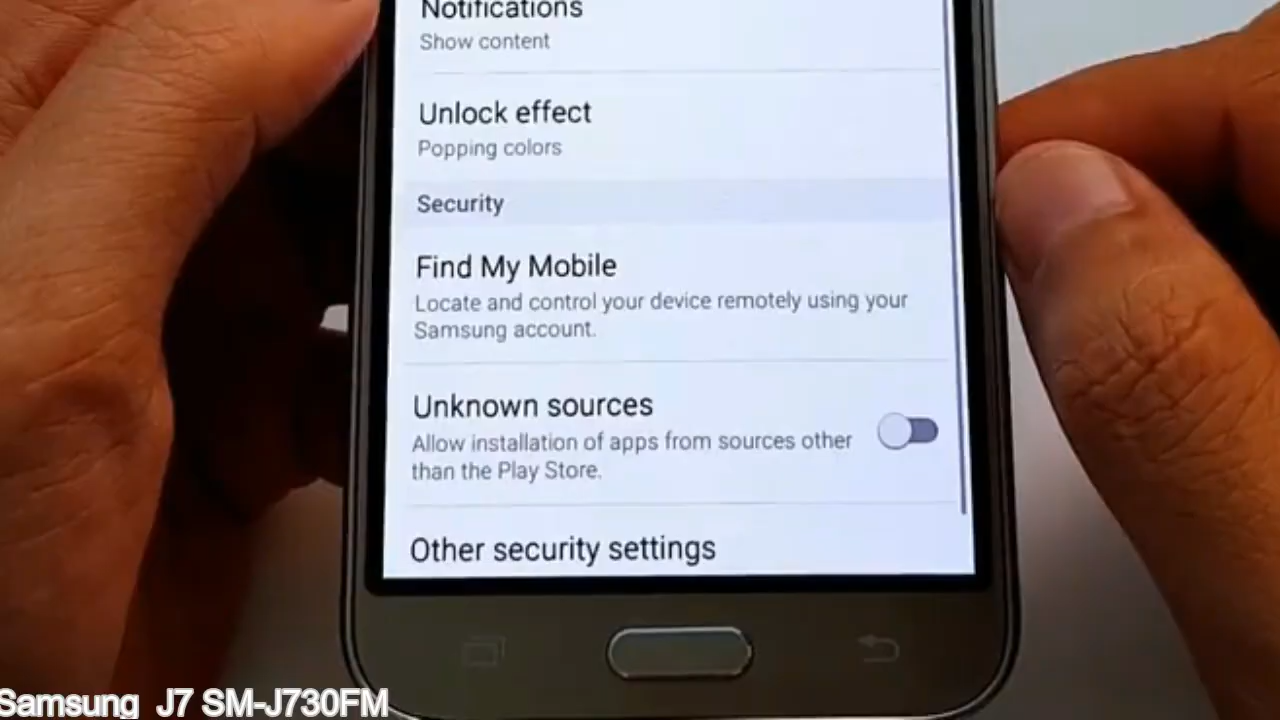 Notifications
Show content
Unlock effect
Popping colors
Security
Find My Mobile
Locate and control your device remotely using your
Samsung account.
Unknown sources
Allow installation of apps from sources other
than the Play Store.
Other security settings
Samsung J7 SM-J730FM